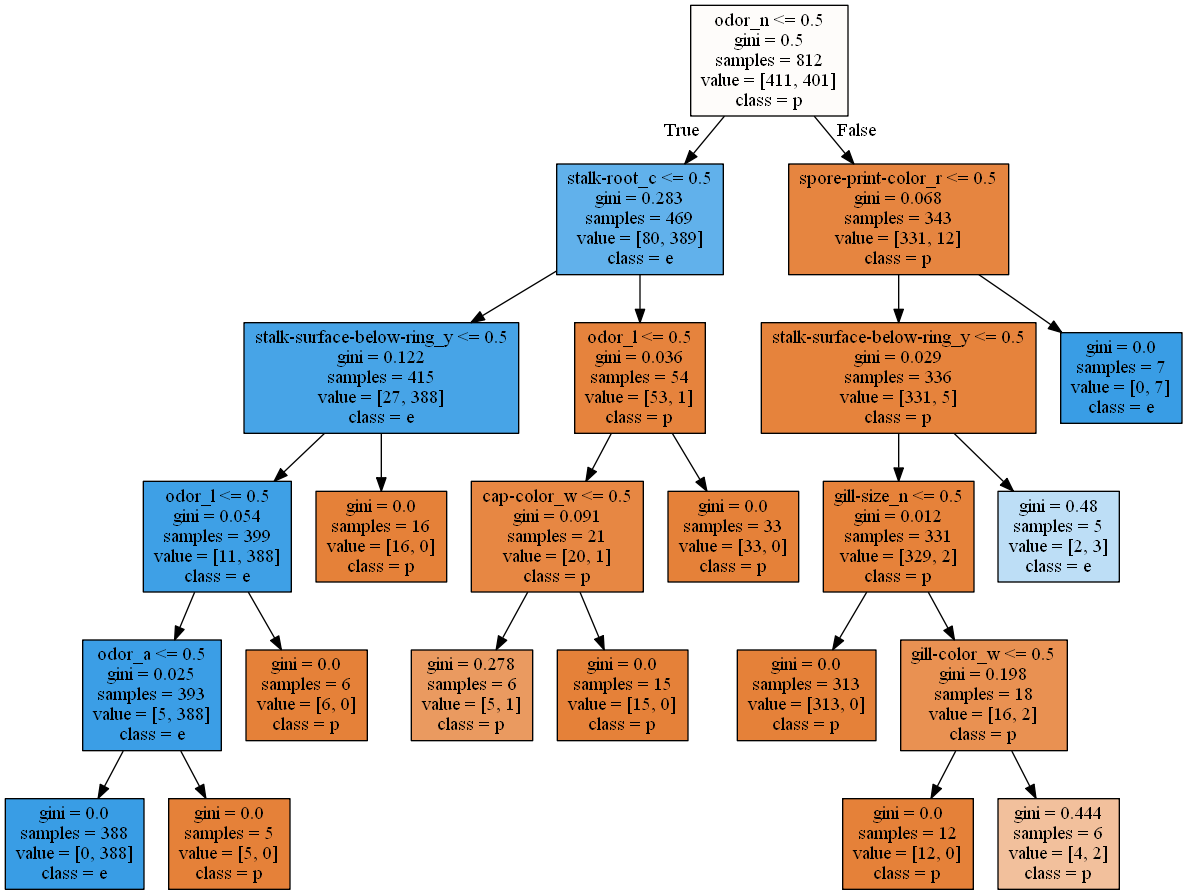 odor_n <= 0.5
gini = 0.5
samples = 812
value = [411, 401]
class = p
True
False
stalk-root_c <= 0.5
gini = 0.283
samples = 469
value = [80, 389]
class = e
spore-print-color_r <= 0.5
gini = 0.068
samples = 343
value = [331, 12]
class = p
stalk-surface-below-ring_y <= 0.5
gini = 0.122
samples = 415
value = [27, 388]
class = e
odor_l <= 0.5
gini = 0.036
samples = 54
value = [53, 1]
class = p
stalk-surface-below-ring_y <= 0.5
gini = 0.029
samples = 336
value = [331, 5]
class = p
gini = 0.0
samples = 7
value = [0, 7]
class = e
odor_l <= 0.5
gini = 0.054
samples = 399
value = [11, 388]
class = e
gini = 0.0
samples = 16
value = [16, 0]
class = p
cap-color_w <= 0.5
gini = 0.091
samples = 21
value = [20, 1]
class = p
gini = 0.0
samples = 33
value = [33, 0]
class = p
gill-size_n <= 0.5
gini = 0.012
samples = 331
value = [329, 2]
class = p
gini = 0.48
samples = 5
value = [2, 3]
class = e
odor_a <= 0.5
gini = 0.025
samples = 393
value = [5, 388]
class = e
gini = 0.0
samples = 6
value = [6, 0]
class = p
gini = 0.278
samples = 6
value = [5, 1]
class = p
gini = 0.0
samples = 15
value = [15, 0]
class = p
gini = 0.0
samples = 313
value = [313, 0]
class = p
gill-color_w <= 0.5
gini = 0.198
samples = 18
value = [16, 2]
class = p
gini = 0.0
samples = 388
value = [0, 388]
class = e
gini = 0.0
samples = 5
value = [5, 0]
class = p
gini = 0.0
samples = 12
value = [12, 0]
class = p
gini = 0.444
samples = 6
value = [4, 2]
class = p